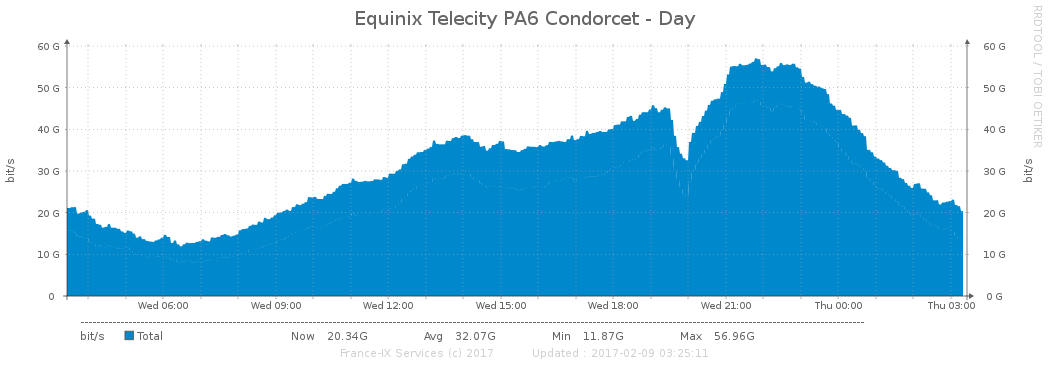 Equinix Telecity PA6 Condorcet - Day
RRDTOOL / TOBI OETIKER
60 G 60 G
50 G 50 G
40 G 40 G
30 G 30 G
20 G 20 G
10 G 10 G
0 0 G
bit/s bit/s
Wed 06:00 Wed 09:00 Wed 12:00 Wed 15:00 Wed 18:00 Wed 21:00 Thu 00:00 Thu 03:00
bit/s Total Now 20.34G Avg 32.07G Min 11.87G Max 56.96G
France-IX Services (c) 2017 Updated : 2017-02-09 03:25:11